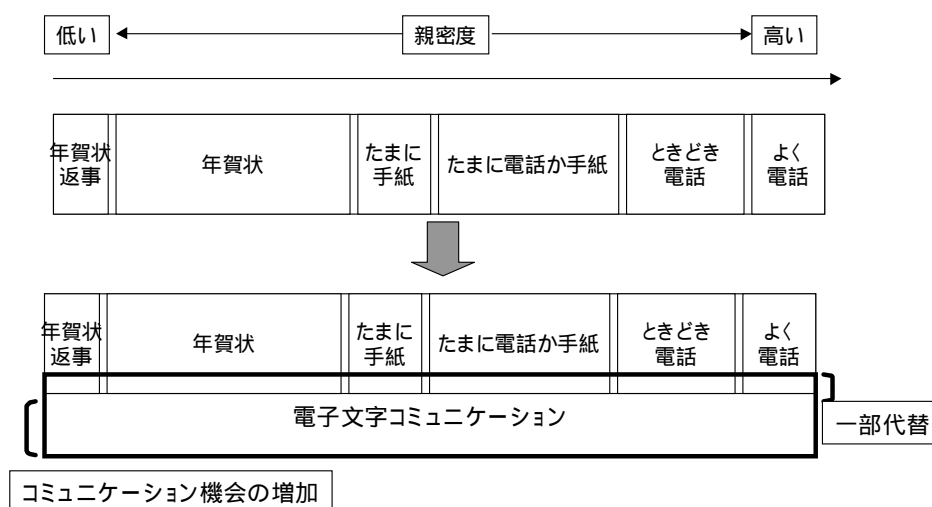 低い 親密度 高い
年賀状
返事
年賀状
たまに
手紙
たまに電話か手紙
ときどき
電話
よく
電話
年賀状
返事
年賀状
たまに
手紙
たまに電話か手紙
ときどき
電話
よく
電話
電子文字コミュニケーション
一部代替
コミュニケーション機会の増加